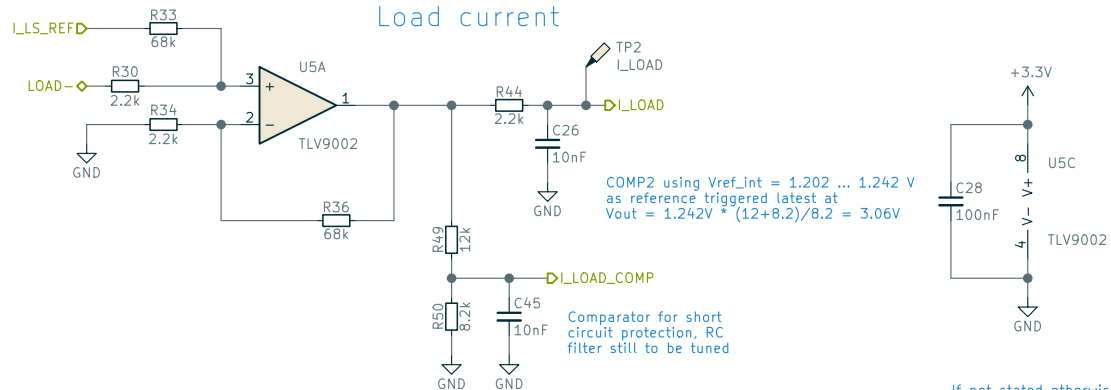 Load current
I_LS_REF
R33
68k
LOAD-
R30
2.2k
R34
2.2k
GND
3
+
2
-
1
U5A
TLV9002
R36
68k
R44
2.2k
TP2
I_LOAD
I_LOAD
C26
10nF
GND
COMP2 using Vref_int = 1.202 ... 1.242 V
as reference triggered latest at
Vout = 1.242V * (12+8.2)/8.2 = 3.06V
R49
12k
I_LOAD_COMP
R50
8.2k
C45
10nF
GND
GND
Comparator for short
circuit protection, RC
filter still to be tuned
+3.3V
8
V+
V-
4
U5C
TLV9002
C28
100nF
GND
If not stated otherwis